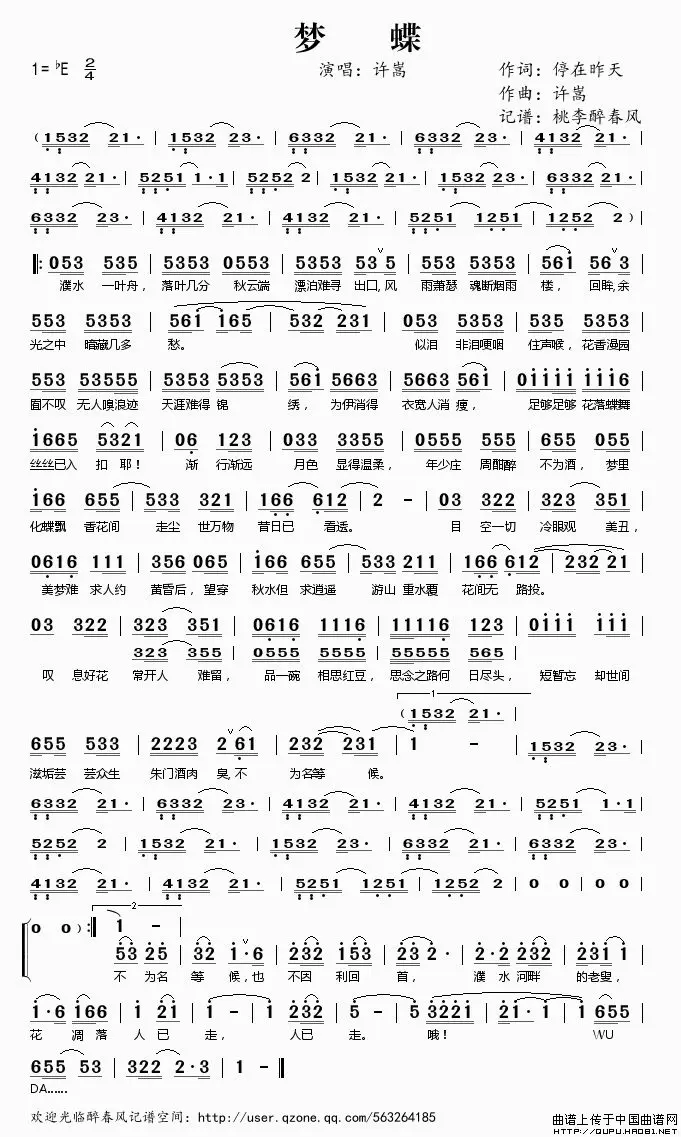 梦 蝶
1=♭E 2/4
演唱：许嵩
作词：停在昨天
作曲：许嵩
记谱：桃李醉春风
(1532 21· | 1532 23· | 6332 21· | 6332 23· | 4132 21· |
4132 21· | 5251 1·1 | 5252 2 | 1532 21· | 1532 23· | 6332 21· |
6332 23· | 4132 21· | 4132 21· | 5251 1251 | 1252 2)|
053 535 | 5353 0553 | 5353 53ˇ5 | 5353 5353 | 561 56ˇ3 |
濮水 一叶舟， 落叶几分 秋云端 漂泊难寻 出口,风 雨萧瑟 魂断烟雨 楼， 回眸,余
553 5353 | 561 165 | 532 231 | 053 5353 | 553 5353 |
光之中 暗藏几多 愁。 似泪 非泪哽咽 住声喉，花香漫园
553 5353 | 5353 5353 | 561 5663 | 5663 561 | 01111 1116 |
囿不叹 无人嗅浪迹 天涯难得 锦 绣，为伊消得 衣宽人消 瘦，足够足够 花落蝶舞
1665 5321 | 06 123 | 033 3355 | 0555 555 | 655 055 |
丝丝已入 扣 耶！ 渐 行渐远 月色 显得温柔， 年少庄 周酣醉 不为酒， 梦里
166 655 | 533 321 | 166 612 | 2 - | 03 322 | 323 351 |
化蝶飘 香花间 走尘 世万物 昔日已 看透。 目 空一切 冷眼观 美丑，
0616 111 | 356 065 | 166 655 | 533 211 | 166 612 | 232 21 |
美梦难 求人约 黄昏后，望穿 秋水但 求逍遥 游山 重水覆 花间无 路投。
03 322 | 323 351 | 0616 1116 | 1116 123 | 0111 111 |
323 355 | 0555 5555 | 55555 565 |
叹 息好花 常开人 难留， 品一碗 相思红豆，思念之路何 日尽头， 短暂忘 却世间
1
(1532 21· |
655 533 | 2223 2ˇ61 | 232 231 | 1 - | 1532 23· |
滋垢芸 芸众生 朱门酒肉 臭,不 为名等 候。
6332 21· | 6332 23· | 4132 21· | 4132 21· | 5251 1·1 |
5252 2 | 1532 21· | 1532 23· | 6332 21· | 6332 23· |
4132 21· | 4132 21· | 5251 1251 | 1252 2 | 0 0 | 0 0 |
2
0 0 ) :| 1 - |
53 25 | 32 1·ˇ6 | 232 153 | 23 2· | 2·2 232 | 231 1 |
不 为名 等 候,也 不因 利回 首， 濮 水 河畔 的老叟，
1·6 166 | 1 21 | 1 - | 1 231 | 5 - | 5 3221 | 1 - | 1 655 |
花 凋落 人已 走， 人已 走。 哦！ WU
655 53 | 322 2·3 | 1 - ‖
DA……
欢迎光临醉春风记谱空间：http://user.qzone.qq.com/563264185
曲谱上传于中国曲谱网
http://QUPU.HAO81.NET